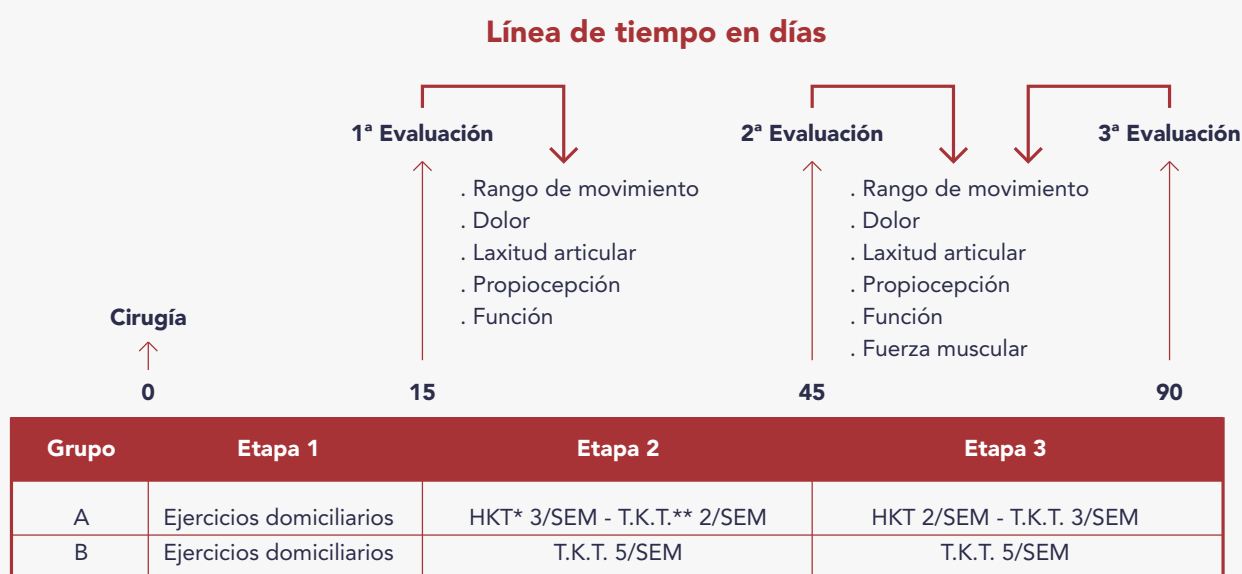 Línea de tiempo en días
1ª Evaluación
2ª Evaluación
3ª Evaluación
. Rango de movimiento
. Dolor
. Laxitud articular
. Propiocepción
. Función
. Rango de movimiento
. Dolor
. Laxitud articular
. Propiocepción
. Función
. Fuerza muscular
Cirugía
0 15 45 90
Grupo Etapa 1 Etapa 2 Etapa 3
A Ejercicios domiciliarios HKT* 3/SEM - T.K.T.** 2/SEM HKT 2/SEM - T.K.T. 3/SEM
B Ejercicios domiciliarios T.K.T. 5/SEM T.K.T. 5/SEM